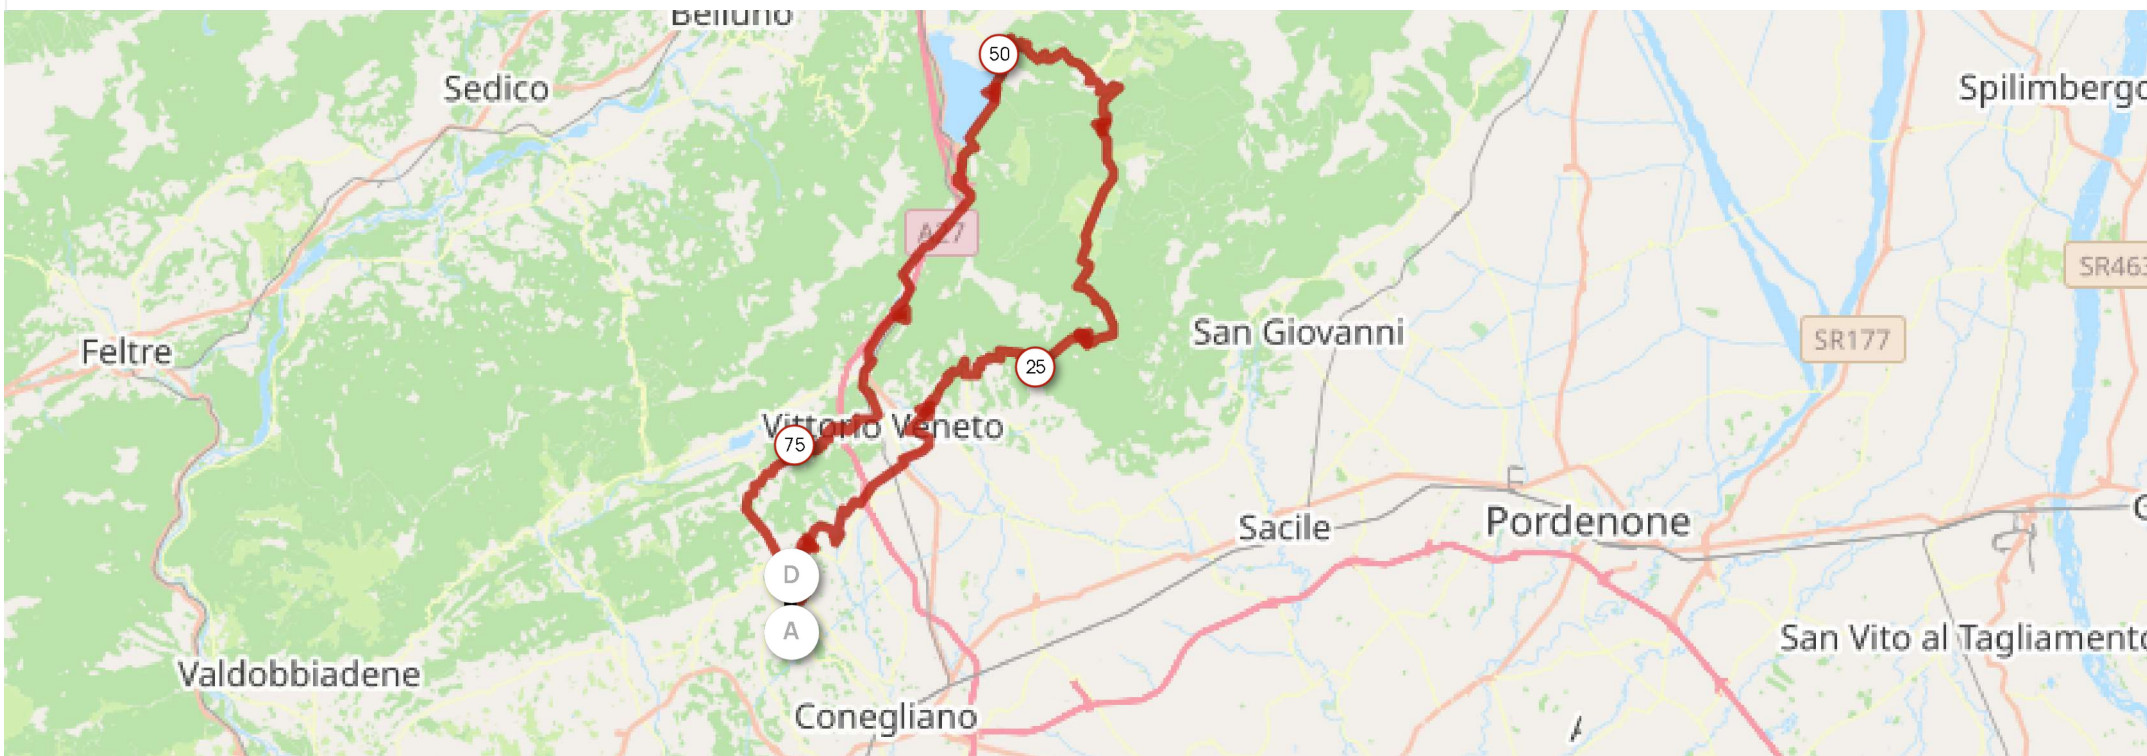 Belluno
50
Sedico
Spilimbergo
A27
SR463
San Giovanni
SR177
Feltre
25
Vittorio Veneto
75
Sacile
Pordenone
D
A
San Vito al Tagliamento
Valdobbiadene
Conegliano